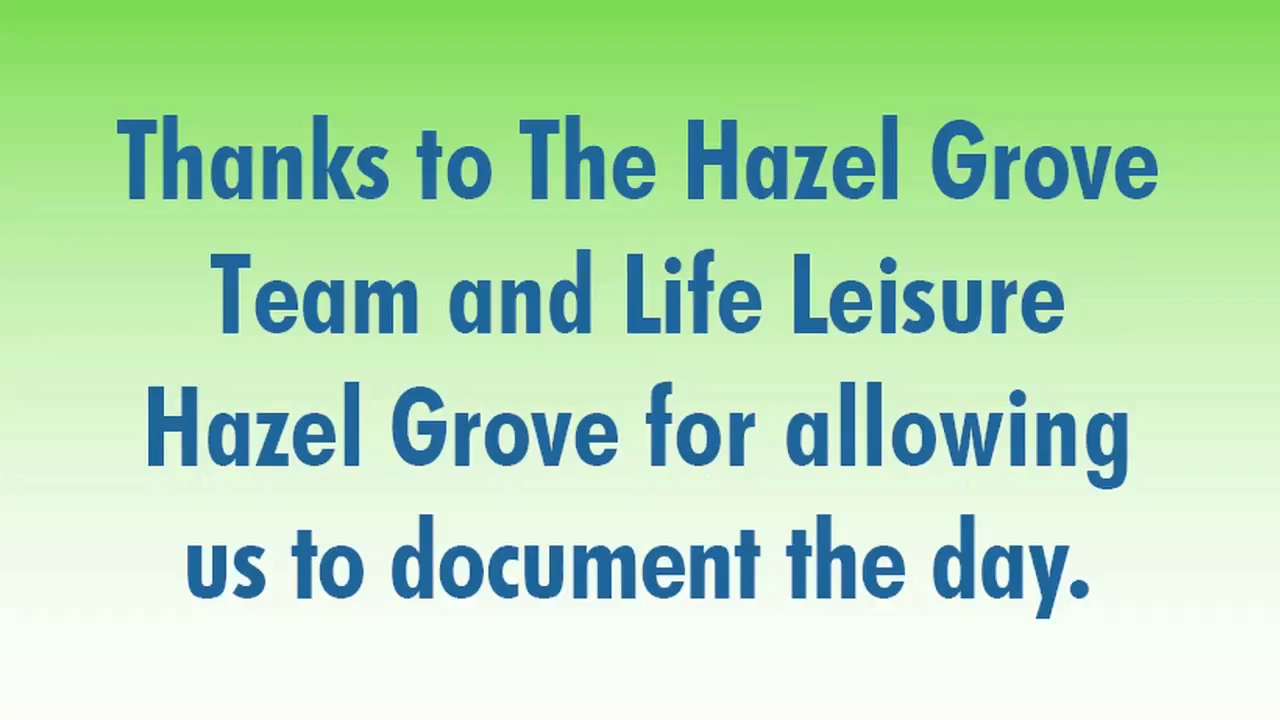 Thanks to The Hazel Grove
Team and Life Leisure
Hazel Grove for allowing
us to document the day.